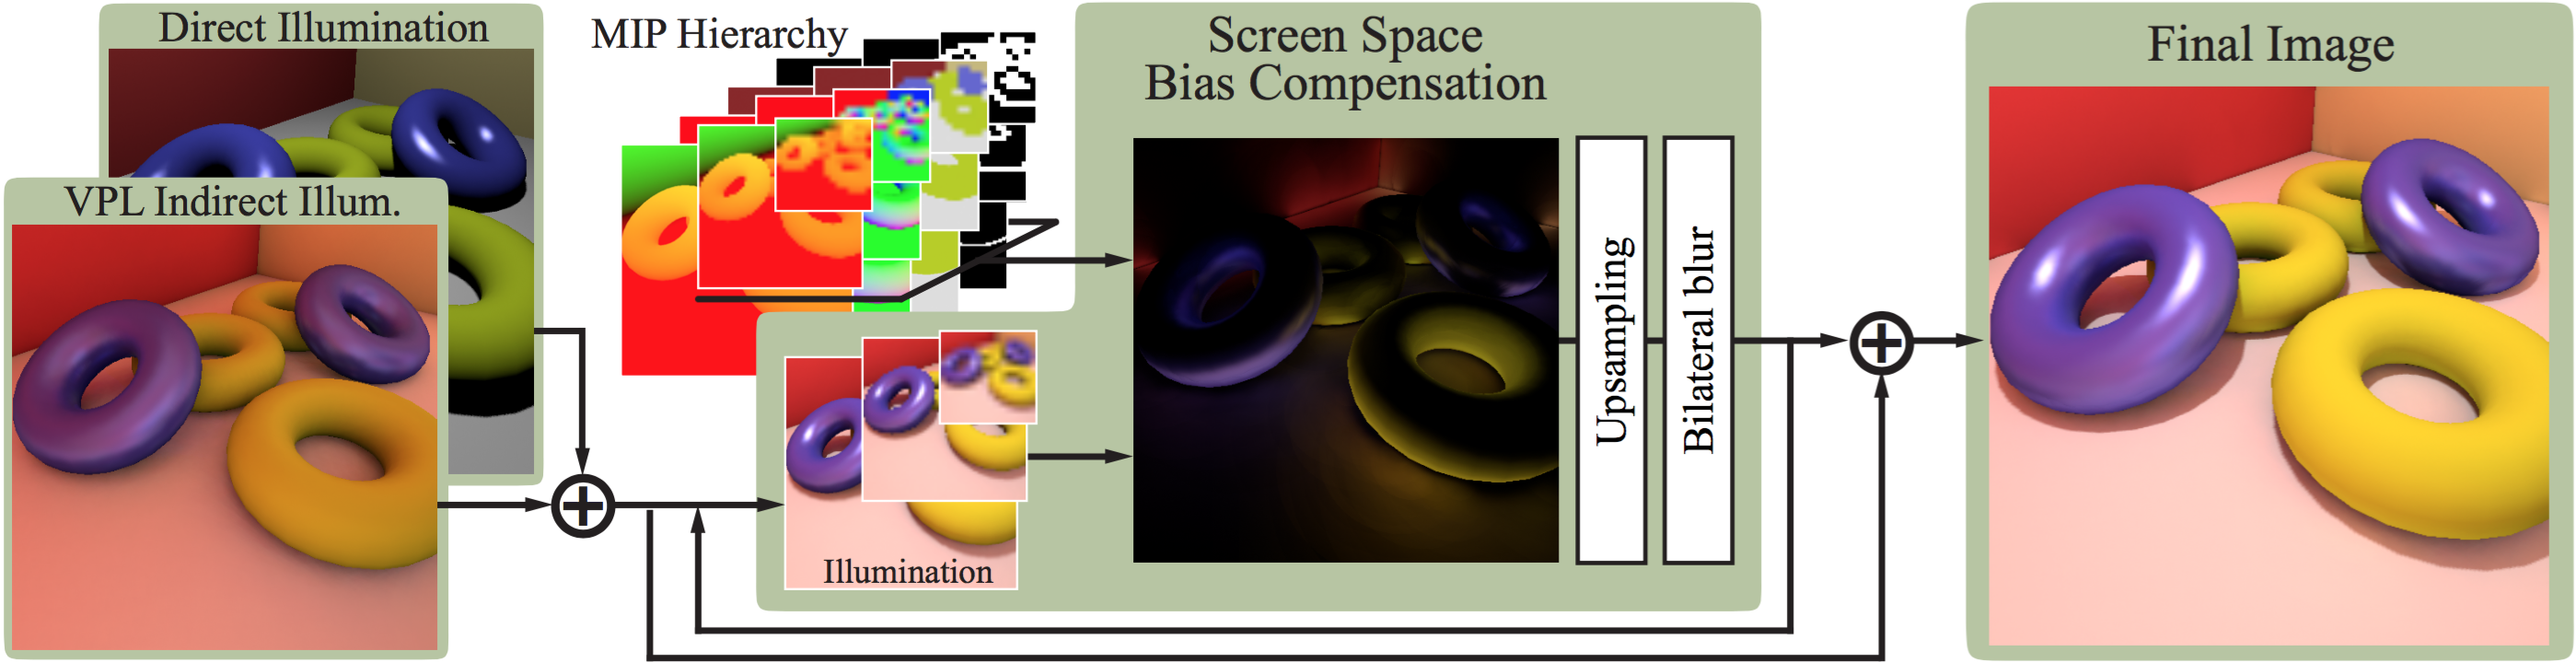 Direct Illumination
VPL Indirect Illum.
MIP Hierarchy
Illumination
Screen Space
Bias Compensation
Upsampling
Bilateral blur
Final Image